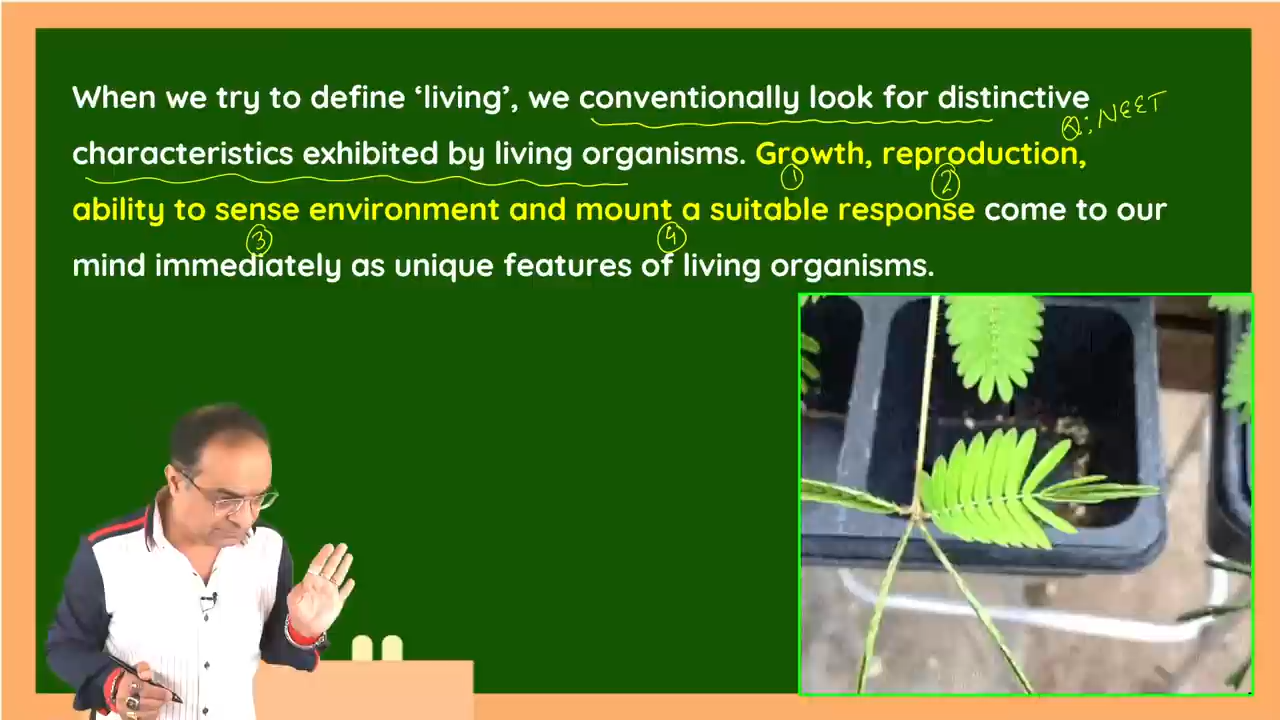 When we try to define ‘living’, we conventionally look for distinctive
Q: NEET
characteristics exhibited by living organisms. Growth, reproduction,
1 2
ability to sense environment and mount a suitable response come to our
3 4
mind immediately as unique features of living organisms.